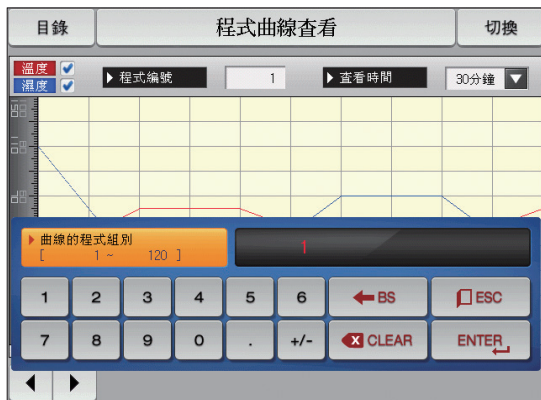 目錄
程式曲線查看
切換
溫度
濕度
程式编號
1
查看時間
30分鐘
曲線的程式組別
[ 1 ~ 120 ]
1
1 2 3 4 5 6 BS ESC
7 8 9 0 . +/- CLEAR ENTER